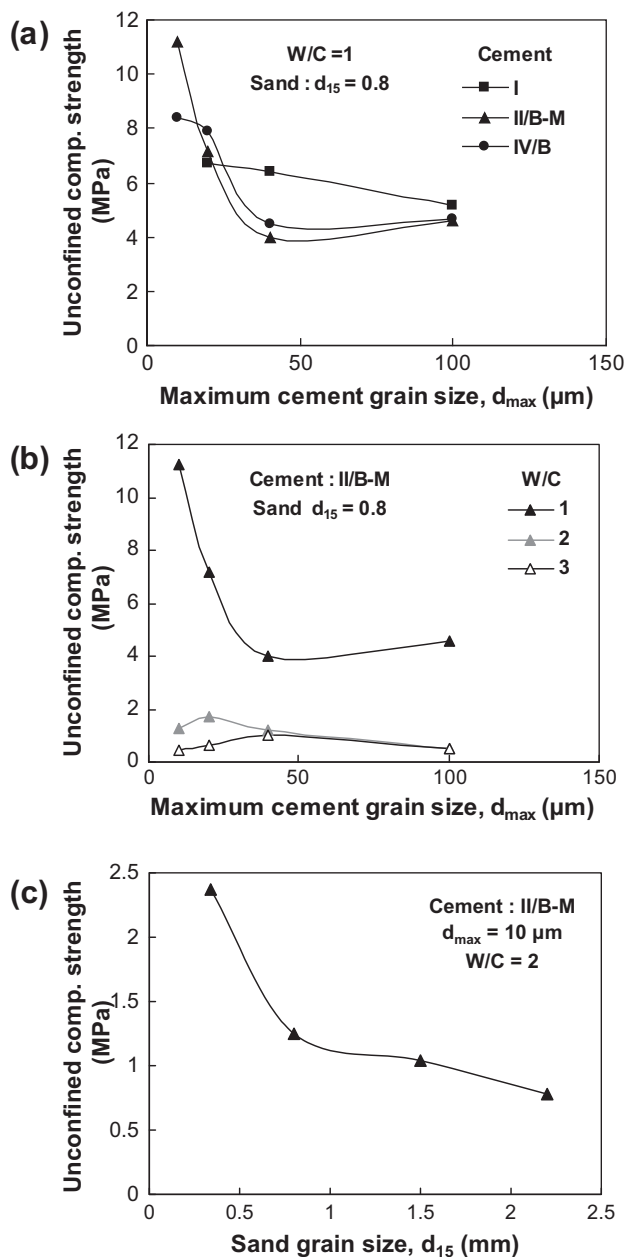 (a)
Unconfined comp. strength
(MPa)
12
10
8
6
4
2
0
W/C =1
Sand : d15 = 0.8
Cement
I
II/B-M
IV/B
0
50
100
150
Maximum cement grain size, dmax (μm)
(b)
Unconfined comp. strength
(MPa)
12
10
8
6
4
2
0
Cement : II/B-M
Sand d15 = 0.8
W/C
1
2
3
0
50
100
150
Maximum cement grain size, dmax (μm)
(c)
Unconfined comp. strength
(MPa)
2.5
2
1.5
1
0.5
0
Cement : II/B-M
dmax = 10 μm
W/C = 2
0
0.5
1
1.5
2
2.5
Sand grain size, d15 (mm)